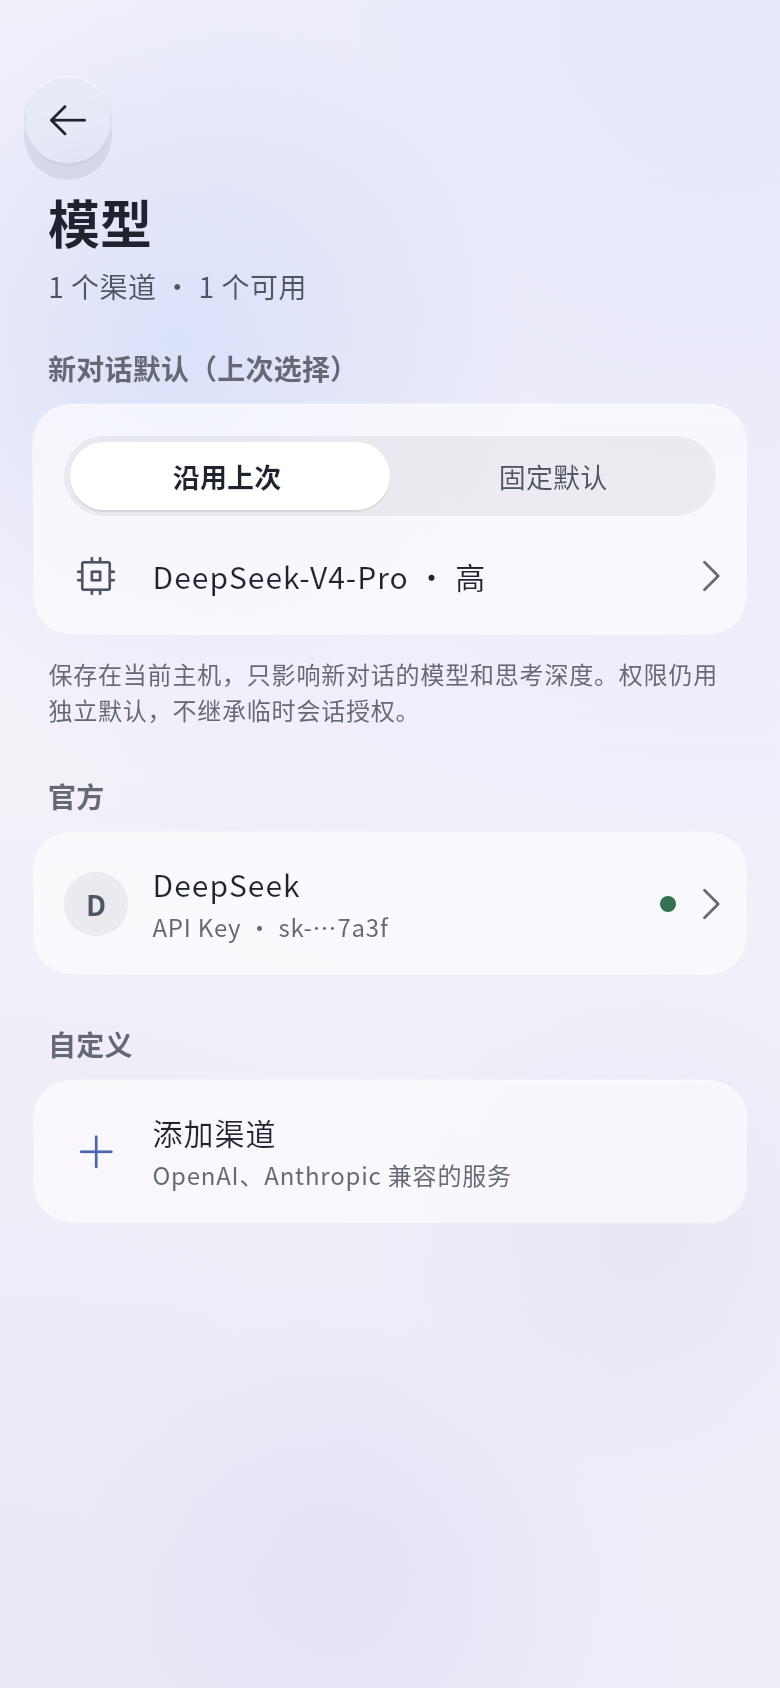 模型
1 个渠道 · 1 个可用
新对话默认（上次选择）
沿用上次
固定默认
DeepSeek-V4-Pro · 高
保存在当前主机，只影响新对话的模型和思考深度。权限仍用
独立默认，不继承临时会话授权。
官方
D
DeepSeek
API Key · sk-···7a3f
自定义
添加渠道
OpenAI、Anthropic 兼容的服务